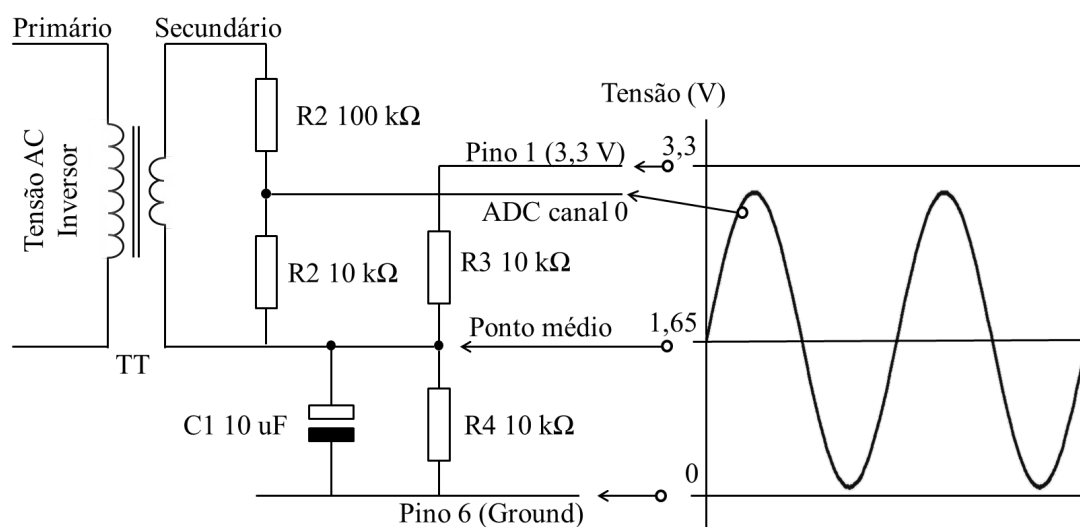 Primário
Secundário
Tensão AC
Inversor
TT
R2 100 kΩ
R2 10 kΩ
C1 10 uF
Pino 1 (3,3 V)
ADC canal 0
R3 10 kΩ
Ponto médio
R4 10 kΩ
Pino 6 (Ground)
Tensão (V)
3,3
1,65
0